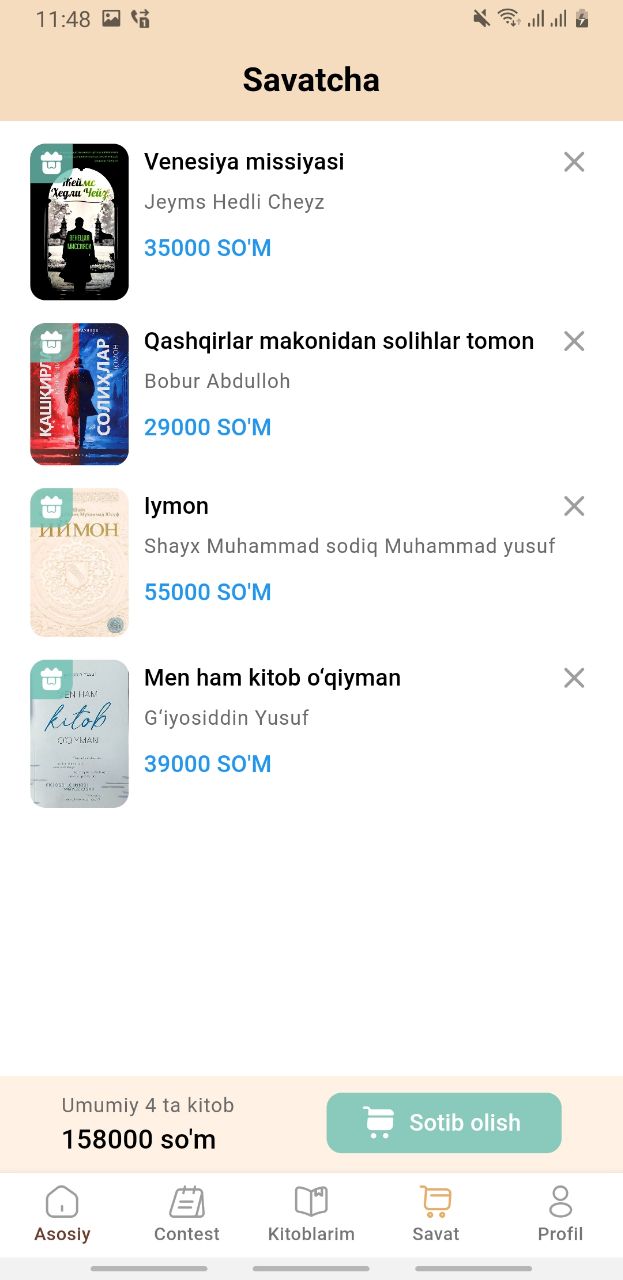 11:48
Savatcha
Жеймс
Хедли Чейз
ВЕНЕЦИЯ
МИССИЯСИ
Venesiya missiyasi
Jeyms Hedli Cheyz
35000 SO'M
ҚАШҚИРЛ
СОЛИҲЛАР
ТОМОН
Qashqirlar makonidan solihlar tomon
Bobur Abdulloh
29000 SO'M
ИЙМОН
Iymon
Shayx Muhammad sodiq Muhammad yusuf
55000 SO'M
EN HAM
kitob
O'QIYMAN
Men ham kitob o‘qiyman
G‘iyosiddin Yusuf
39000 SO'M
Umumiy 4 ta kitob
158000 so'm
Sotib olish
Asosiy
Contest
Kitoblarim
Savat
Profil